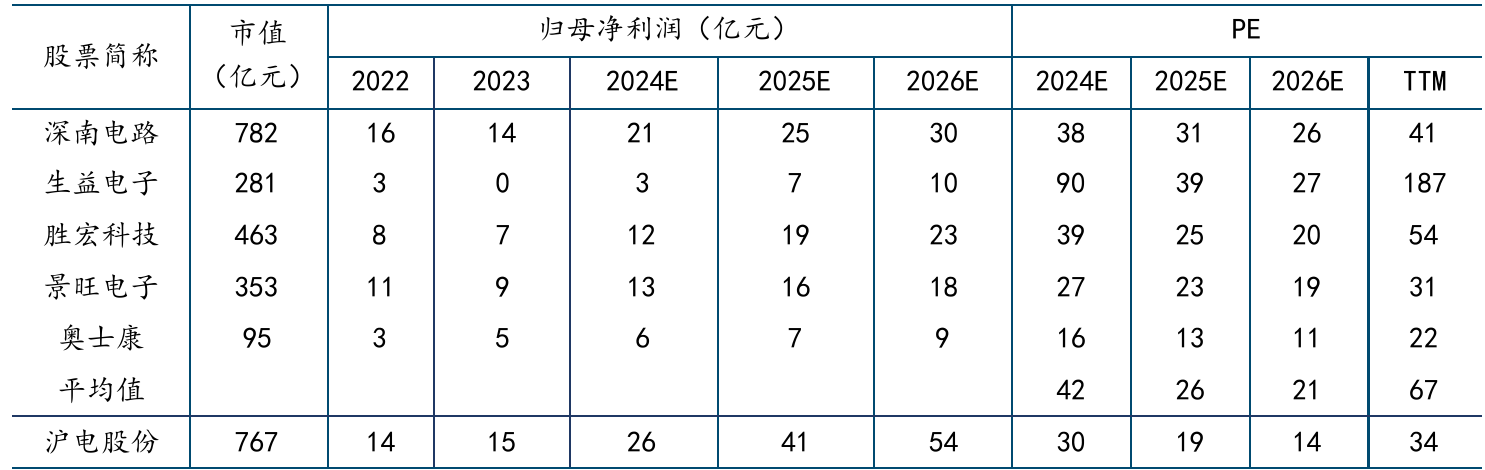 股票简称 市值（亿元） 归母净利润（亿元） PE
2022 2023 2024E 2025E 2026E 2024E 2025E 2026E TTM
深南电路 782 16 14 21 25 30 38 31 26 41
生益电子 281 3 0 3 7 10 90 39 27 187
胜宏科技 463 8 7 12 19 23 39 25 20 54
景旺电子 353 11 9 13 16 18 27 23 19 31
奥士康 95 3 5 6 7 9 16 13 11 22
平均值 42 26 21 67
沪电股份 767 14 15 26 41 54 30 19 14 34